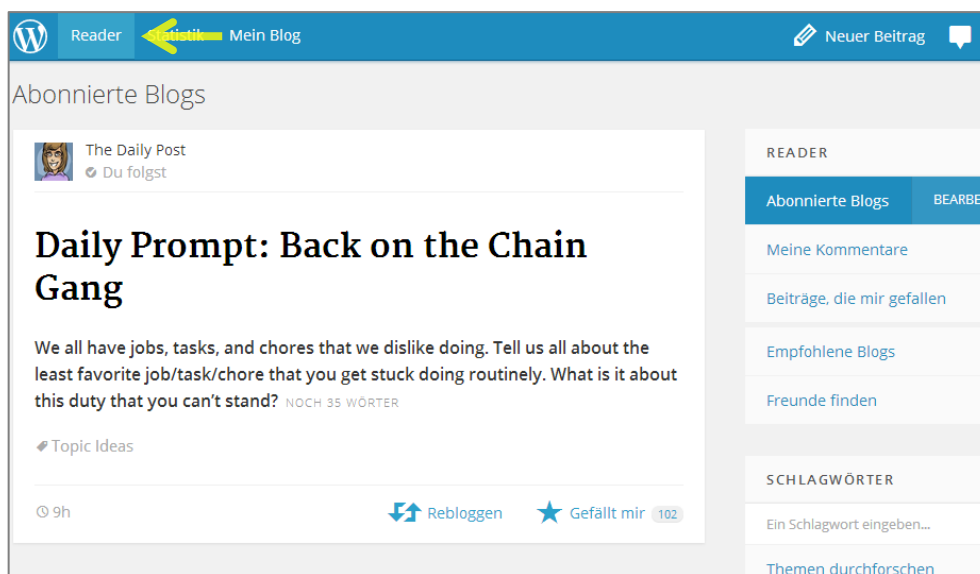 Reader Statistik Mein Blog Neuer Beitrag
Abonnierte Blogs
The Daily Post
Du folgst
Daily Prompt: Back on the Chain
Gang
We all have jobs, tasks, and chores that we dislike doing. Tell us all about the
least favorite job/task/chore that you get stuck doing routinely. What is it about
this duty that you can't stand? NOCH 35 WÖRTER
Topic Ideas
9h Rebloggen Gefällt mir 102
READER
Abonnierte Blogs BEARBE
Meine Kommentare
Beiträge, die mir gefallen
Empfohlene Blogs
Freunde finden
SCHLAGWÖRTER
Ein Schlagwort eingeben...
Themen durchforschen